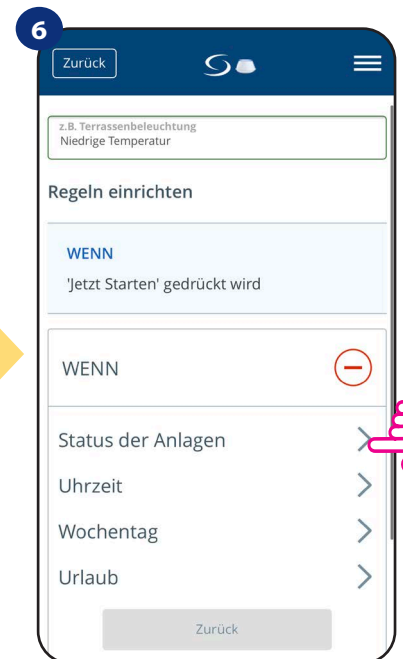 6
Zurück
z.B. Terrassenbeleuchtung
Niedrige Temperatur
Regeln einrichten
WENN
'Jetzt Starten' gedrückt wird
WENN
Status der Anlagen
Uhrzeit
Wochentag
Urlaub
Zurück